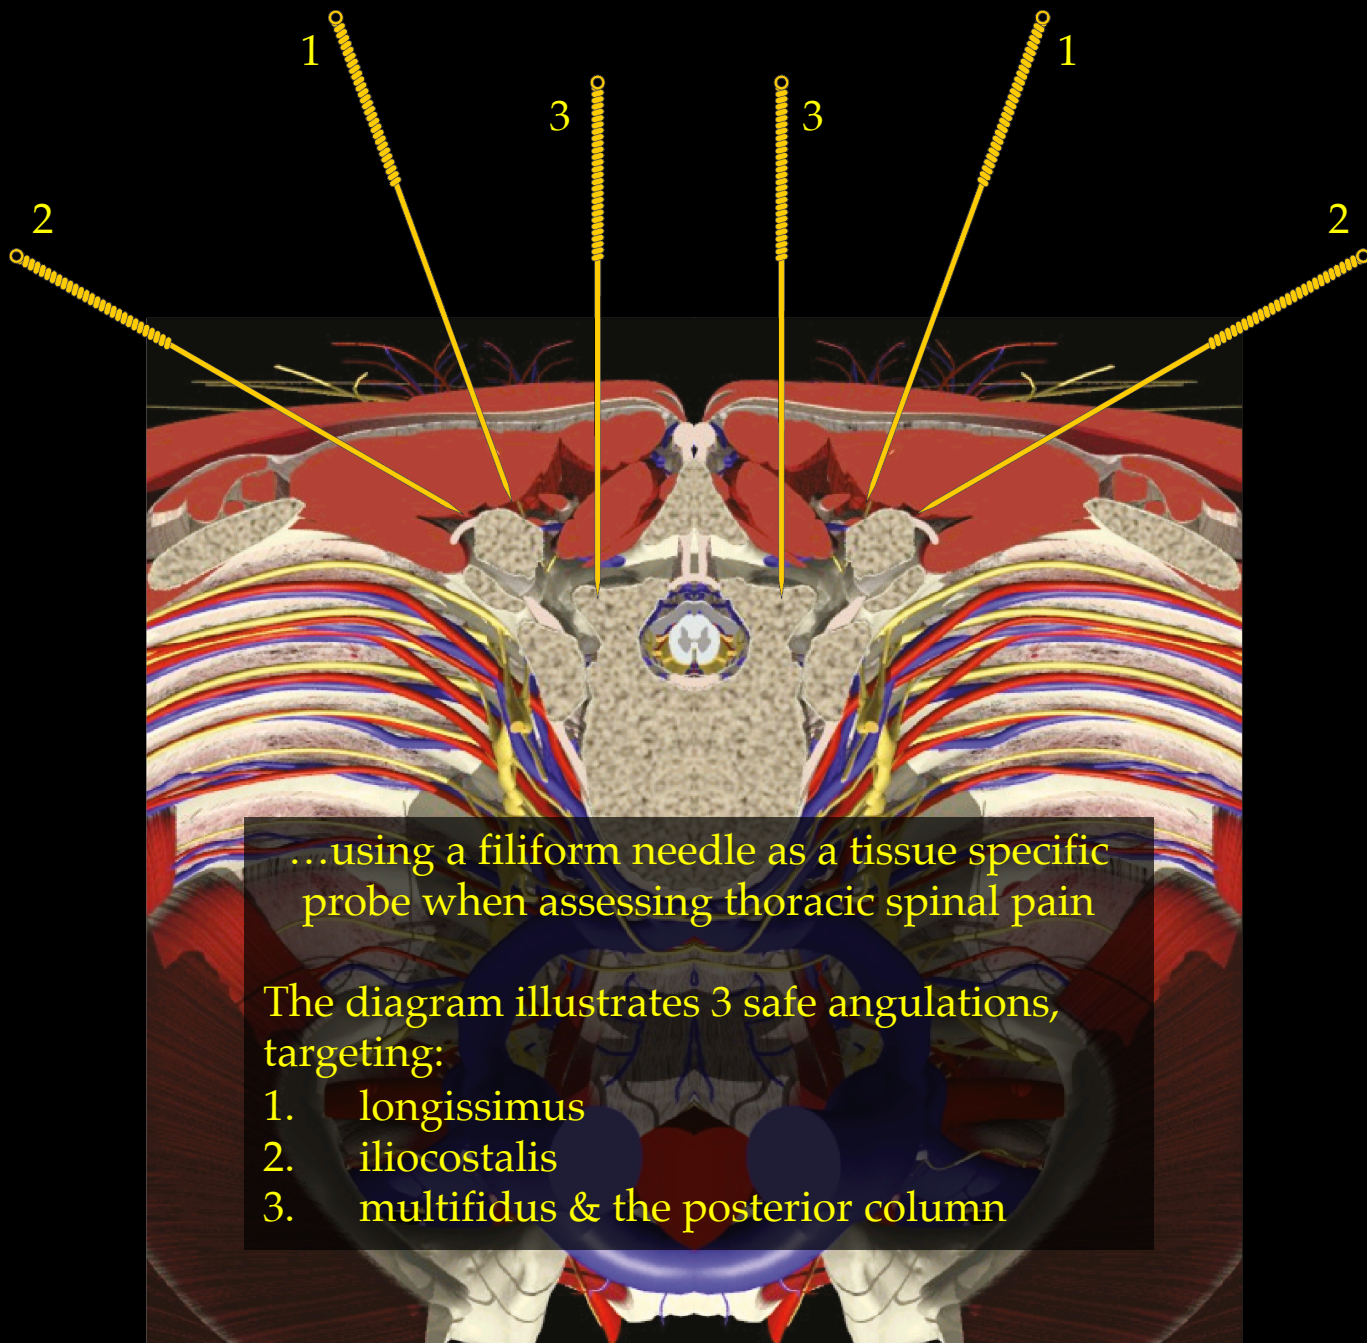 1
1
3
3
2
2
…using a filiform needle as a tissue specific
probe when assessing thoracic spinal pain
The diagram illustrates 3 safe angulations,
targeting:
1. longissimus
2. iliocostalis
3. multifidus & the posterior column